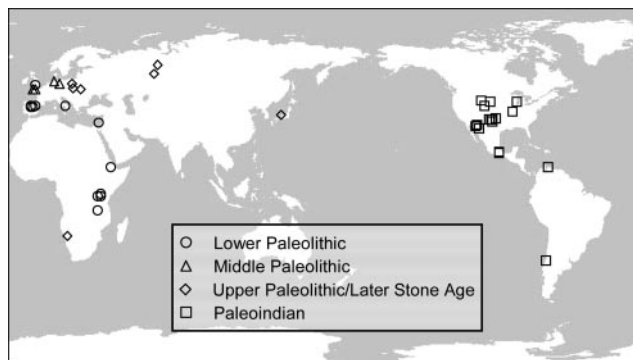 Lower Paleolithic
Middle Paleolithic
Upper Paleolithic/Later Stone Age
Paleoindian